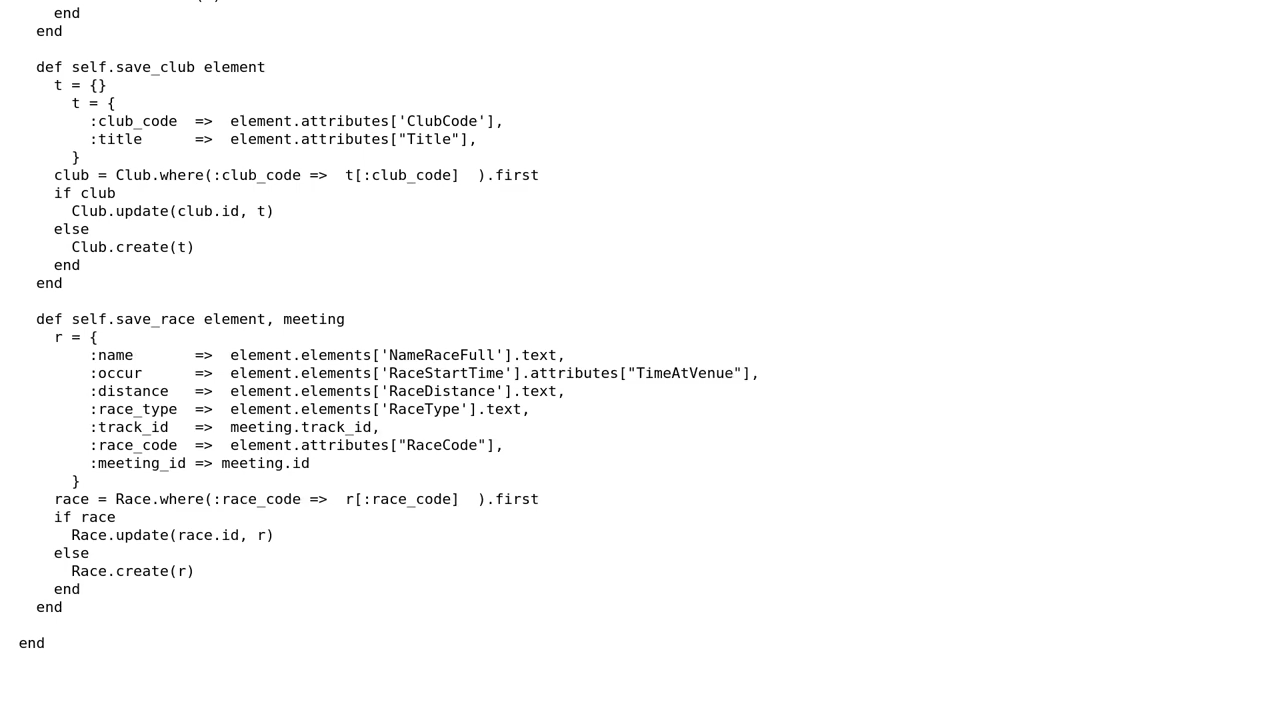 end
end
def self.save_club element
t = {}
t = {
:club_code  =>  element.attributes['ClubCode'],
:title      =>  element.attributes["Title"],
}
club = Club.where(:club_code =>  t[:club_code]  ).first
if club
Club.update(club.id, t)
else
Club.create(t)
end
end
def self.save_race element, meeting
r = {
:name       =>  element.elements['NameRaceFull'].text,
:occur      =>  element.elements['RaceStartTime'].attributes["TimeAtVenue"],
:distance   =>  element.elements['RaceDistance'].text,
:race_type  =>  element.elements['RaceType'].text,
:track_id   =>  meeting.track_id,
:race_code  =>  element.attributes["RaceCode"],
:meeting_id => meeting.id
}
race = Race.where(:race_code =>  r[:race_code]  ).first
if race
Race.update(race.id, r)
else
Race.create(r)
end
end
end